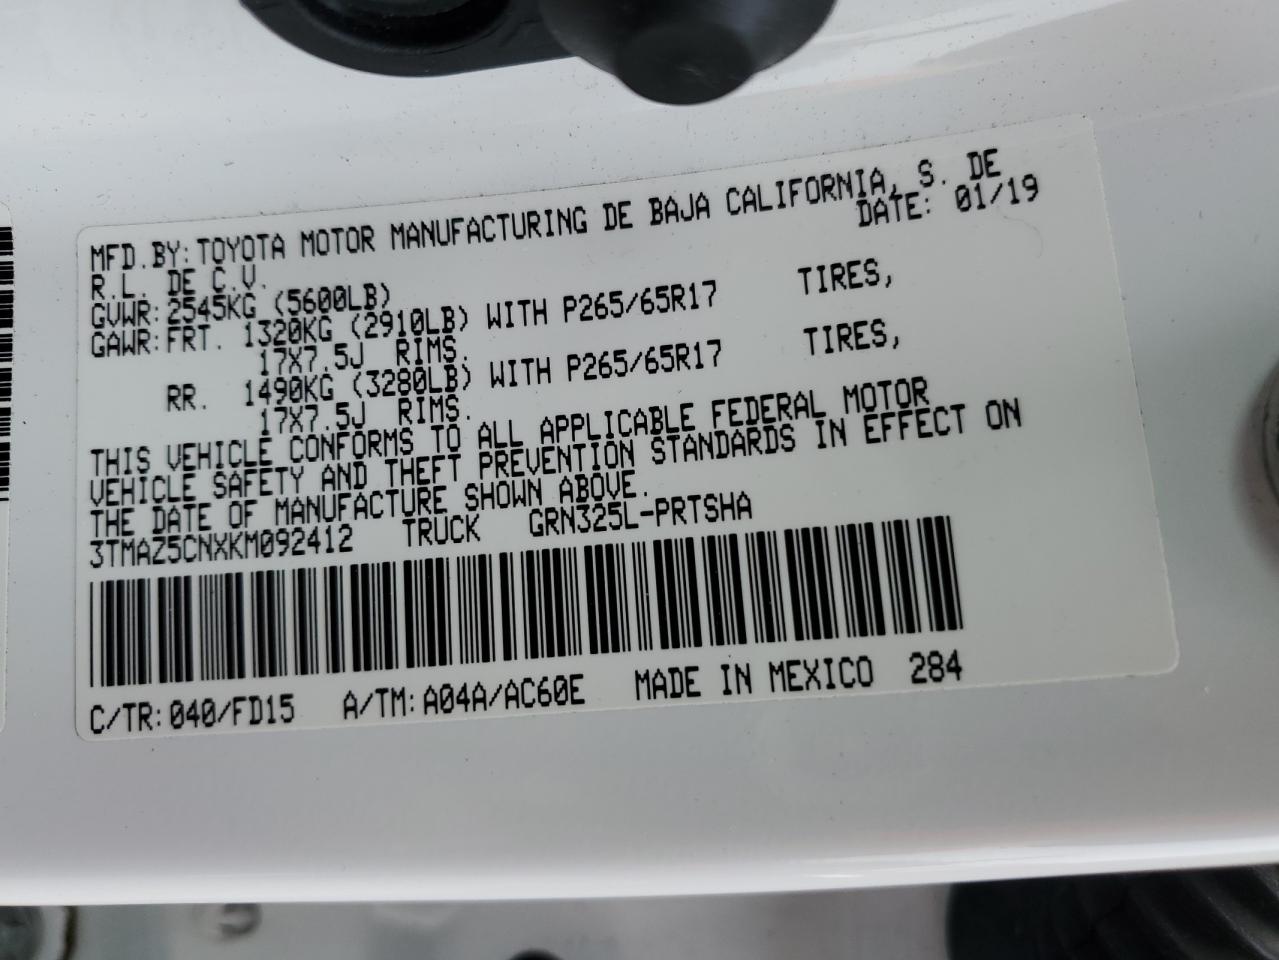 MFD.BY:TOYOTA MOTOR MANUFACTURING DE BAJA CALIFORNIA, S. DE
R.L. DE C.V. DATE: 01/19
GVWR:2545KG (5600LB)
GAWR:FRT. 1320KG (2910LB) WITH P265/65R17 TIRES,
17X7.5J RIMS.
RR. 1490KG (3280LB) WITH P265/65R17 TIRES,
17X7.5J RIMS.
THIS VEHICLE CONFORMS TO ALL APPLICABLE FEDERAL MOTOR
VEHICLE SAFETY AND THEFT PREVENTION STANDARDS IN EFFECT ON
THE DATE OF MANUFACTURE SHOWN ABOVE.
3TMAZ5CNXKM092412 TRUCK GRN325L-PRTSHA
C/TR:040/FD15 A/TM:A04A/AC60E MADE IN MEXICO 284